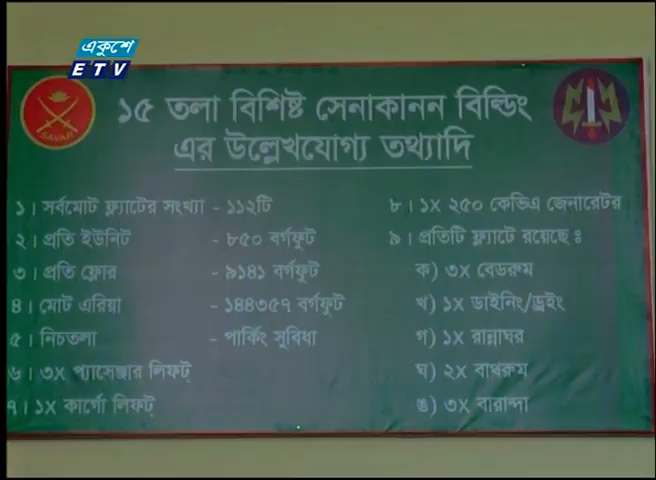 একুশে
ETV
SAVAR
১৫ তলা বিশিষ্ট সেনাকানন বিল্ডিং
এর উল্লেখযোগ্য তথ্যাদি
১। সর্বমোট ফ্ল্যাটের সংখ্যা - ১১২টি
২। প্রতি ইউনিট - ৮৫০ বর্গফুট
৩। প্রতি ফ্লোর - ৯১৪১ বর্গফুট
৪। মোট এরিয়া - ১৪৪৩৫৭ বর্গফুট
৫। নিচতলা - পার্কিং সুবিধা
৬। ৩X প্যাসেঞ্জার লিফট্
৭। ১X কার্গো লিফট্
৮। ১X ২৫০ কেভিএ জেনারেটর
৯। প্রতিটি ফ্ল্যাটে রয়েছে ঃ
ক) ৩X বেডরুম
খ) ১X ডাইনিং/ড্রইং
গ) ১X রান্নাঘর
ঘ) ২X বাথরুম
ঙ) ৩X বারান্দা